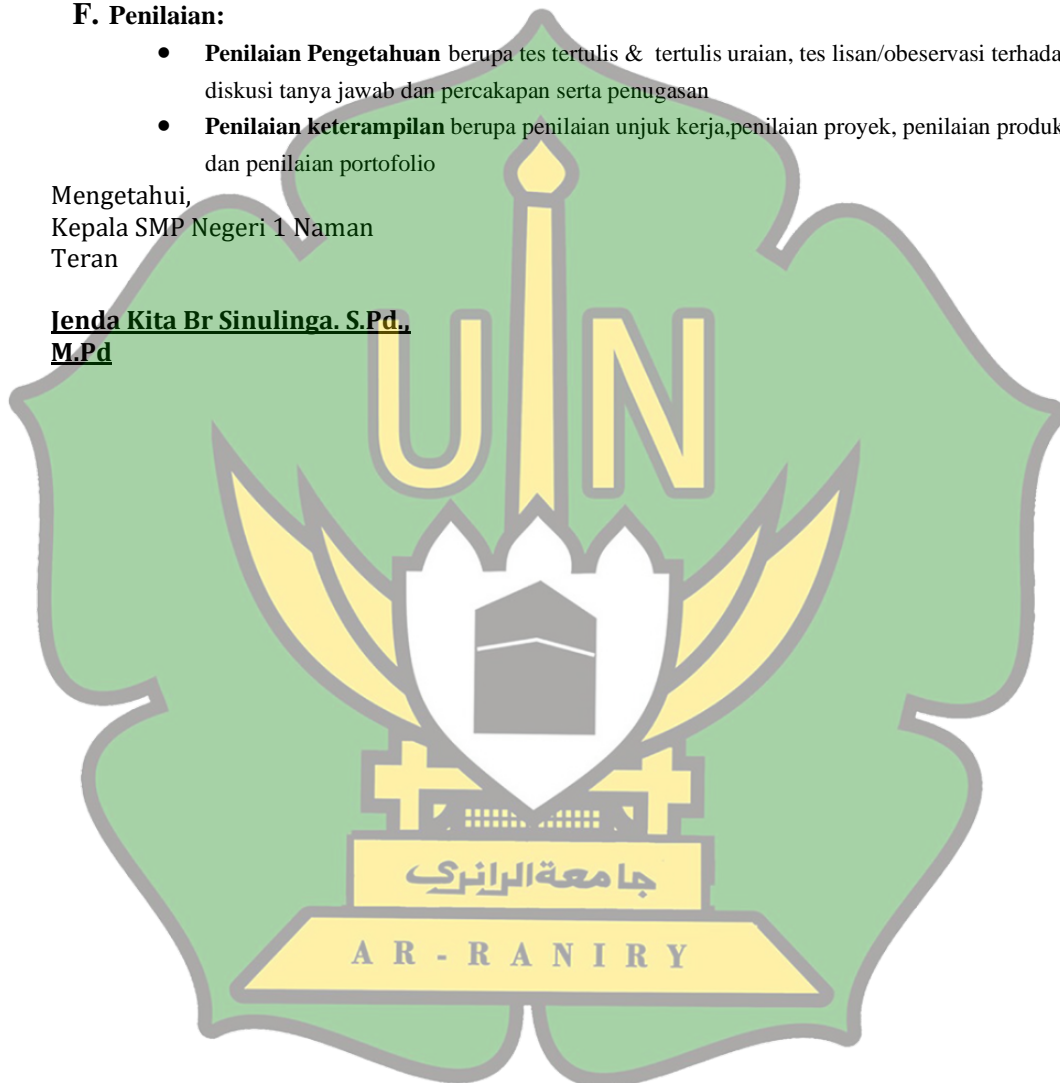 F. Penilaian:
• Penilaian Pengetahuan berupa tes tertulis & tertulis uraian, tes lisan/obeservasi terhada
diskusi tanya jawab dan percakapan serta penugasan
• Penilaian keterampilan berupa penilaian unjuk kerja,penilaian proyek, penilaian produk
dan penilaian portofolio
Mengetahui,
Kepala SMP Negeri 1 Naman
Teran
Jenda Kita Br Sinulinga. S.Pd.,
M.Pd
UIN
جامعة الرانري
AR-RANIRY